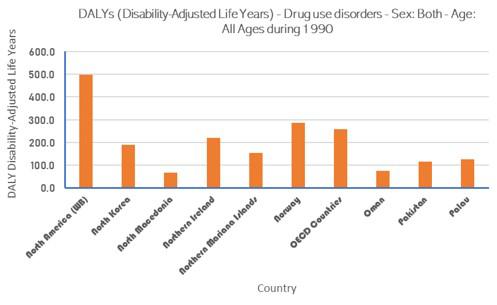 DALYs (Disability-Adjusted Life Years) - Drug use disorders - Sex: Both - Age:
All Ages during 1990
DALY Disability-Adjusted Life Years
600.0
500.0
400.0
300.0
200.0
100.0
0.0
North America (WB)
North Korea
North Macedonia
Northern Ireland
Northern Mariana Islands
Norway
OECD Countries
Oman
Pakistan
Palau
Country